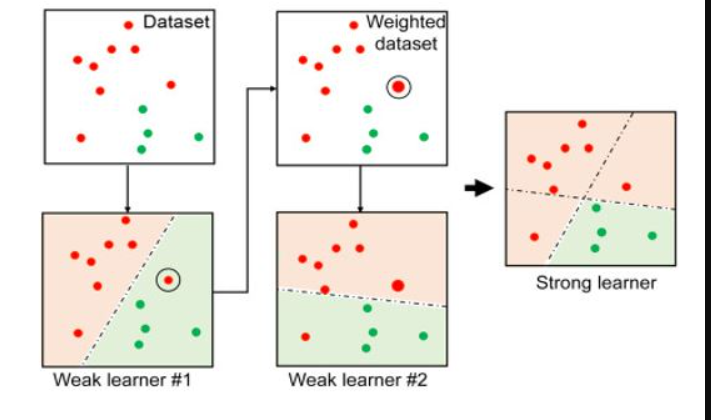 Dataset
Weighted
dataset
Strong learner
Weak learner #1
Weak learner #2